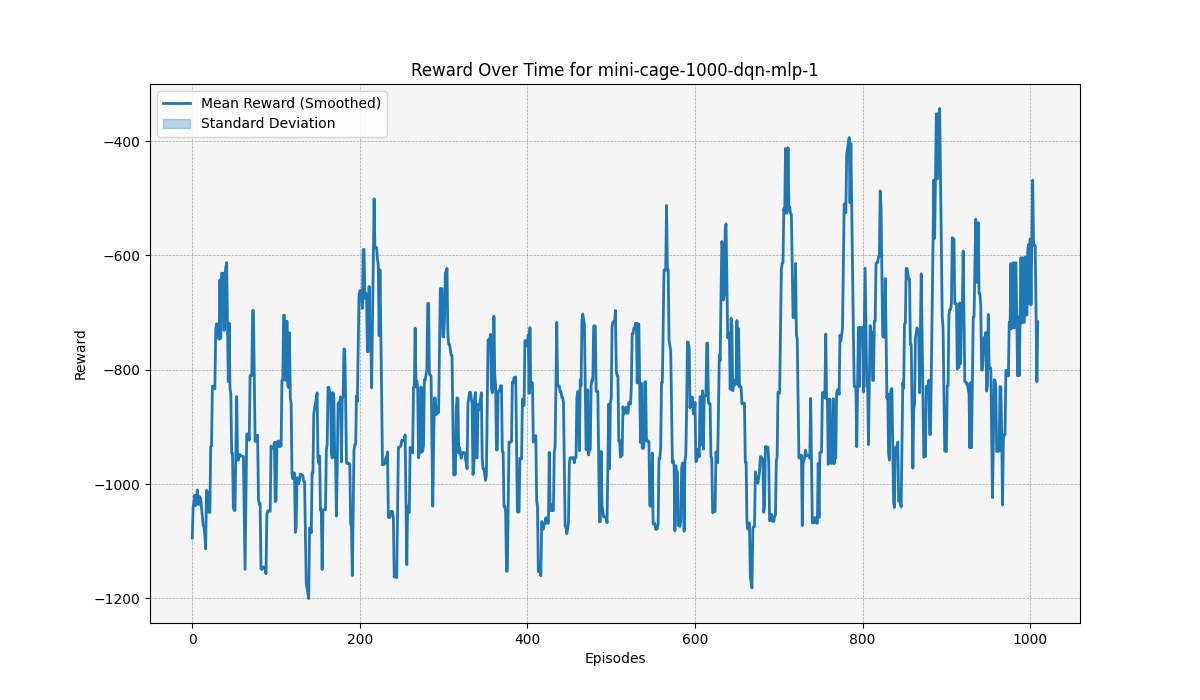 Reward Over Time for mini-cage-1000-dqn-mlp-1
Mean Reward (Smoothed)
Standard Deviation
−400
−600
−800
−1000
−1200
Reward
0 200 400 600 800 1000
Episodes